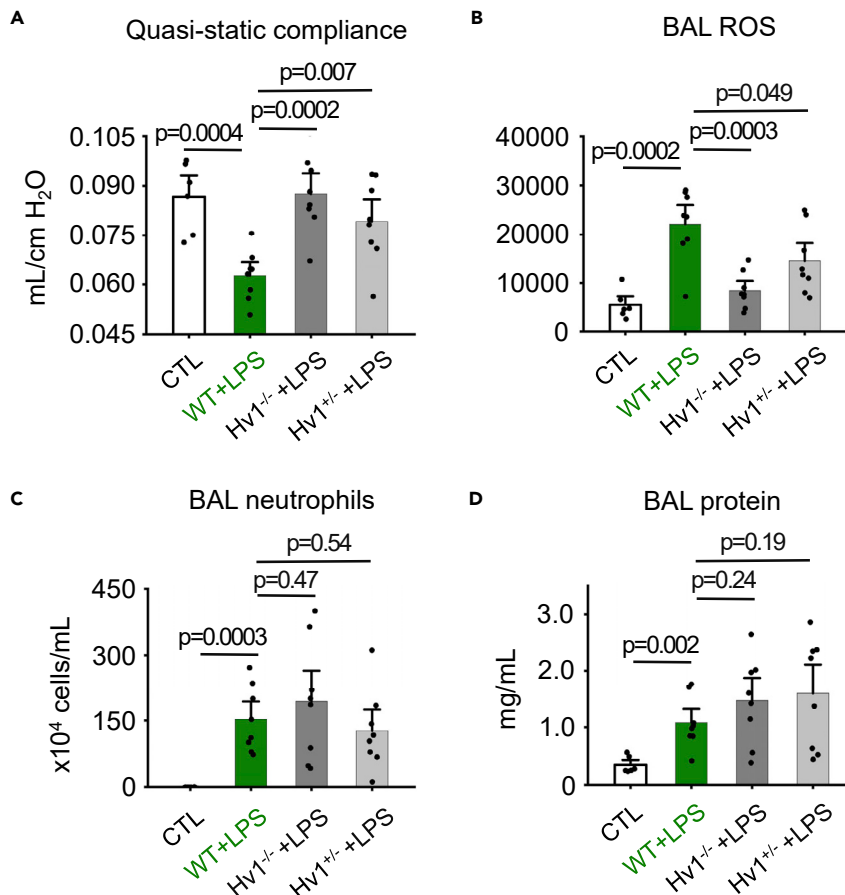 A
Quasi-static compliance
p=0.007
p=0.0002
p=0.0004
mL/cm H₂O
0.105
0.090
0.075
0.060
0.045
CTL
WT+LPS
Hv1⁻/⁻+LPS
Hv1⁺/⁻+LPS
B
BAL ROS
p=0.049
p=0.0003
p=0.0002
40000
30000
20000
10000
0
CTL
WT+LPS
Hv1⁻/⁻+LPS
Hv1⁺/⁻+LPS
C
BAL neutrophils
p=0.54
p=0.47
p=0.0003
x10⁴ cells/mL
450
300
150
0
CTL
WT+LPS
Hv1⁻/⁻+LPS
Hv1⁺/⁻+LPS
D
BAL protein
p=0.19
p=0.24
p=0.002
mg/mL
3.0
2.0
1.0
0
CTL
WT+LPS
Hv1⁻/⁻+LPS
Hv1⁺/⁻+LPS